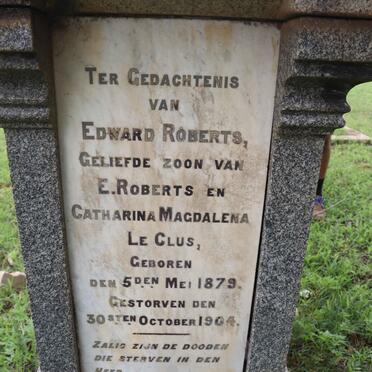 TER GEDACHTENIS
VAN
EDWARD ROBERTS,
GELIEFDE ZOON VAN
E. ROBERTS EN
CATHARINA MAGDALENA
LE CLUS,
GEBOREN
DEN 5DEN MEI 1879.
GESTORVEN DEN
30STEN OCTOBER 1904.
ZALIG ZIJN DE DOODEN
DIE STERVEN IN DEN